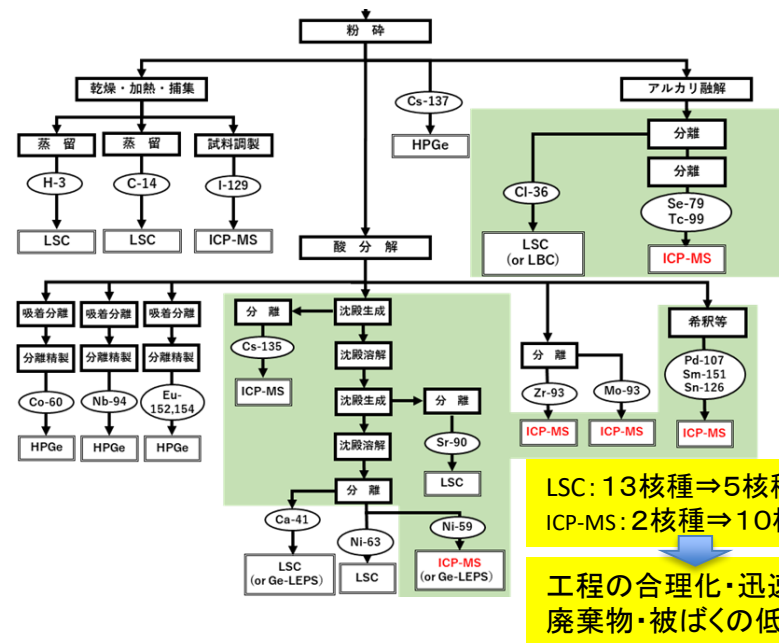 粉 砕
乾燥・加熱・捕集
Cs-137
HPGe
アルカリ融解
蒸 留
蒸 留
試料調製
H-3
C-14
I-129
LSC
LSC
ICP-MS
分離
分離
Cl-36
Se-79
Tc-99
LSC
(or LBC)
ICP-MS
酸 分 解
吸着分離
吸着分離
吸着分離
分離精製
分離精製
分離精製
Co-60
Nb-94
Eu-
152,154
HPGe
HPGe
HPGe
分 離
沈殿生成
Cs-135
ICP-MS
沈殿溶解
沈殿生成
分 離
Sr-90
LSC
沈殿溶解
分 離
Ca-41
Ni-63
Ni-59
LSC
(or Ge-LEPS)
LSC
ICP-MS
(or Ge-LEPS)
分 離
Zr-93
Mo-93
ICP-MS
ICP-MS
希釈等
Pd-107
Sm-151
Sn-126
ICP-MS
LSC：13核種⇒5核種
ICP-MS：2核種⇒10核
工程の合理化・迅速
廃棄物・被ばくの低